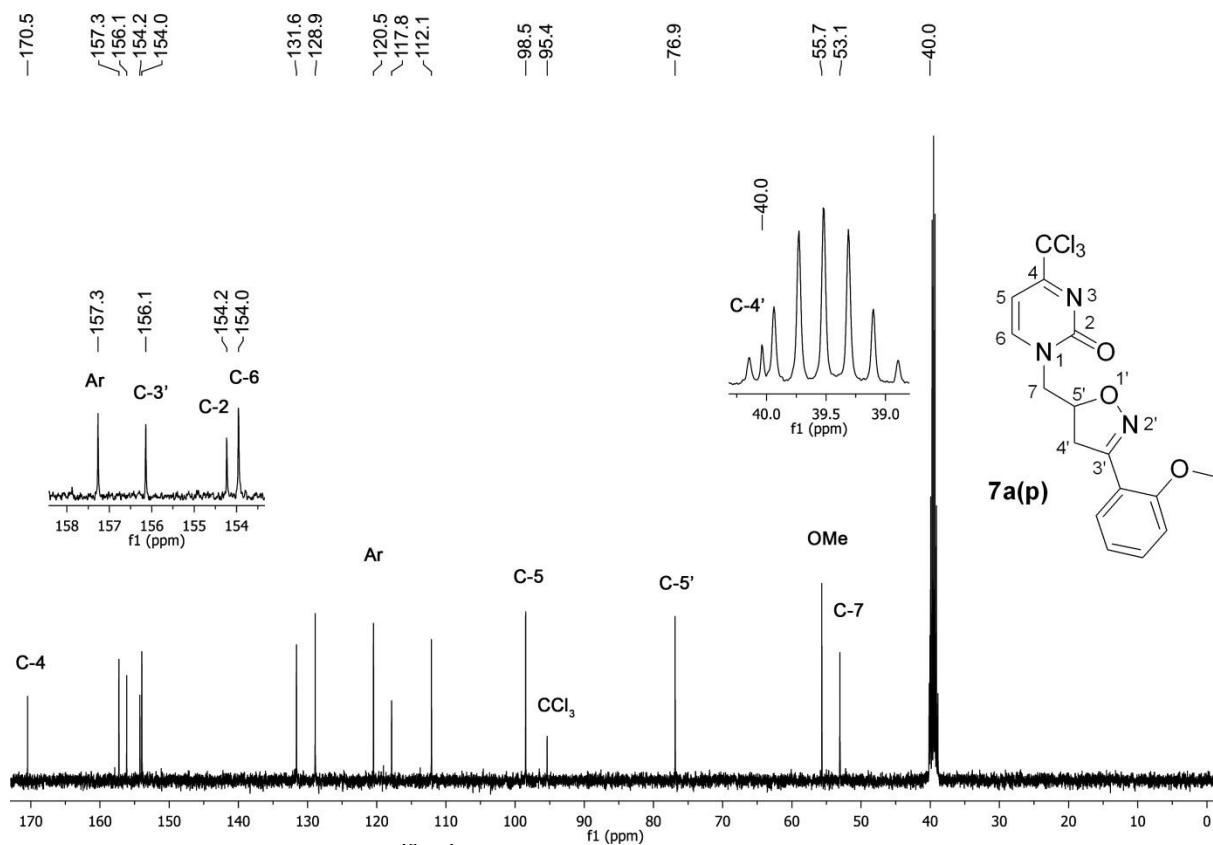 170.5
157.3
156.1
154.2
154.0
131.6
128.9
120.5
117.8
112.1
98.5
95.4
76.9
55.7
53.1
40.0
157.3
156.1
154.2
154.0
Ar
C-3'
C-2
C-6
158 157 156 155 154
f1 (ppm)
40.0
C-4'
40.0 39.5 39.0
f1 (ppm)
CCl3
4
5
N
3
6
2
N
1
O
7
5'
O
1'
N
2'
4'
3'
O
7a(p)
C-4
Ar
C-5
CCl3
C-5'
OMe
C-7
170 160 150 140 130 120 110 100 90 80 70 60 50 40 30 20 10 0
f1 (ppm)